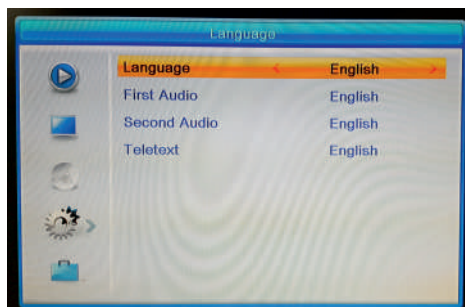 Language
Language < English >
First Audio English
Second Audio English
Teletext English